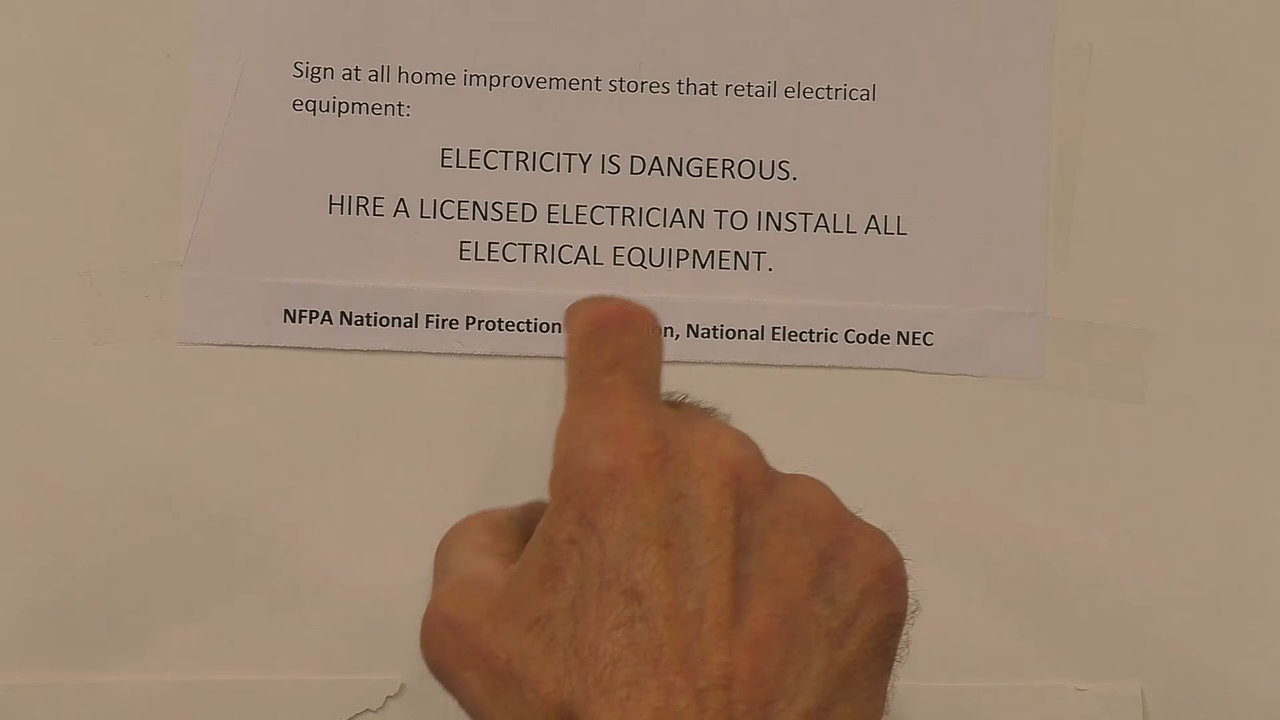 Sign at all home improvement stores that retail electrical
equipment:
ELECTRICITY IS DANGEROUS.
HIRE A LICENSED ELECTRICIAN TO INSTALL ALL
ELECTRICAL EQUIPMENT.
NFPA National Fire Protection , National Electric Code NEC